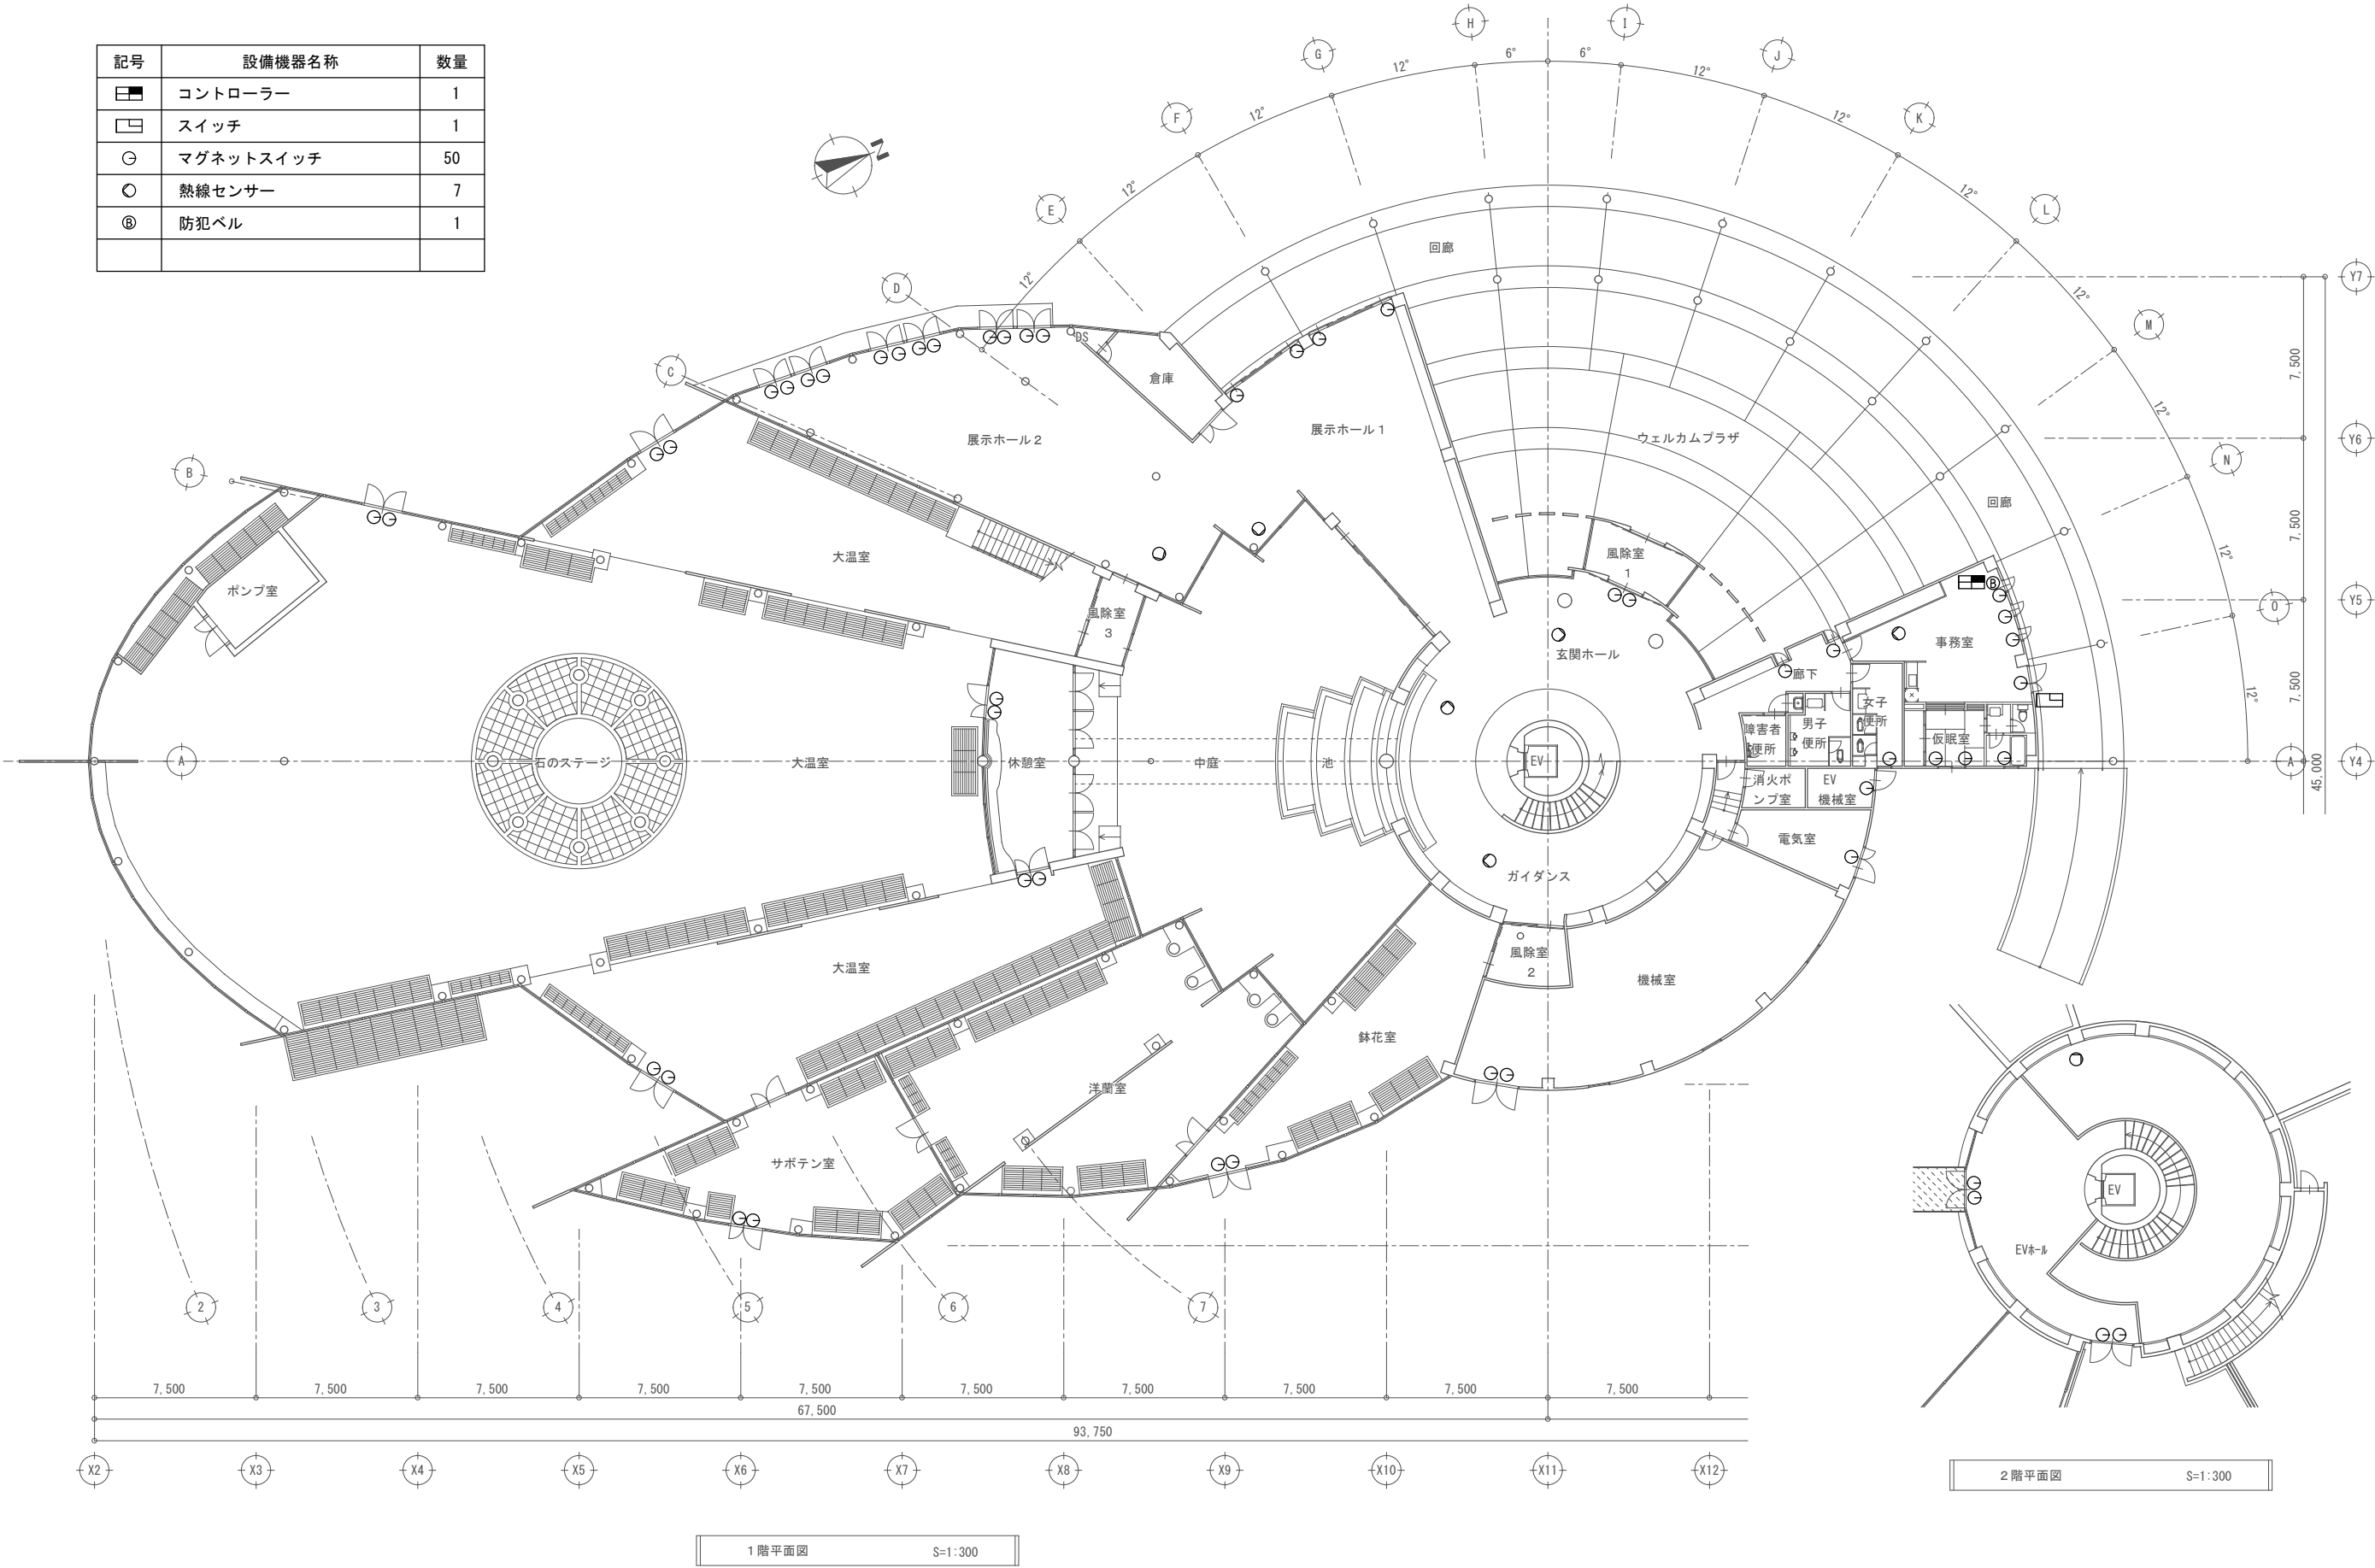 記号 設備機器名称 数量
コントローラー 1
スイッチ 1
マグネットスイッチ 50
熱線センサー 7
B 防犯ベル 1
N
H
I
G
J
F
K
E
L
D
M
C
N
B
O
A
A
6°
6°
12°
12°
12°
12°
12°
12°
12°
12°
12°
12°
12°
12°
Y7
Y6
Y5
Y4
7,500
7,500
7,500
45,000
回廊
DS
倉庫
展示ホール1
展示ホール2
ウェルカムプラザ
回廊
大温室
風除室
1
B
ポンプ室
風除室
3
玄関ホール
事務室
廊下
女子
便所
障害者
便所
男子
便所
仮眠室
石のステージ
大温室
休憩室
中庭
池
EV
消火ポ
ンプ室
EV
機械室
電気室
ガイダンス
大温室
風除室
2
機械室
鉢花室
洋蘭室
サボテン室
2
3
4
5
6
7
EV
EVホール
7,500
7,500
7,500
7,500
7,500
7,500
7,500
7,500
7,500
7,500
67,500
93,750
X2
X3
X4
X5
X6
X7
X8
X9
X10
X11
X12
2階平面図 S=1:300
1階平面図 S=1:300